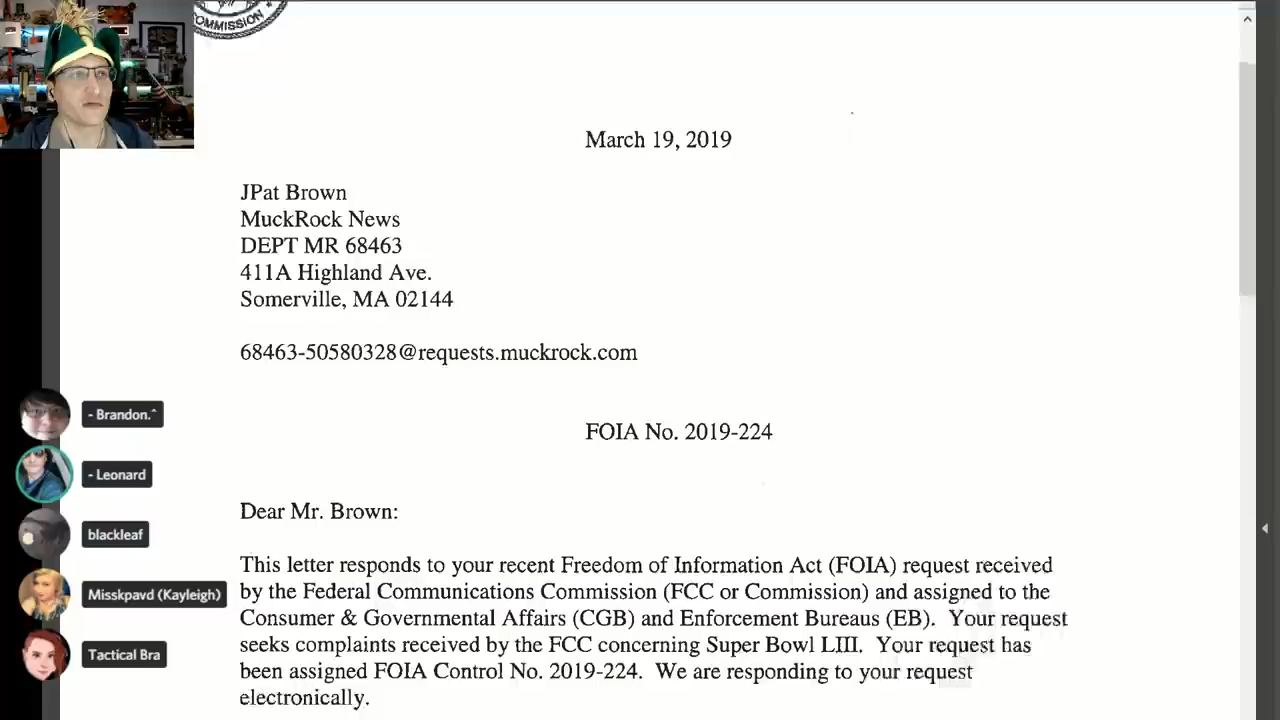 COMMISSION
March 19, 2019
JPat Brown
MuckRock News
DEPT MR 68463
411A Highland Ave.
Somerville, MA 02144
68463-50580328@requests.muckrock.com
FOIA No. 2019-224
Dear Mr. Brown:
This letter responds to your recent Freedom of Information Act (FOIA) request received
by the Federal Communications Commission (FCC or Commission) and assigned to the
Consumer & Governmental Affairs (CGB) and Enforcement Bureaus (EB).  Your request
seeks complaints received by the FCC concerning Super Bowl LIII.  Your request has
been assigned FOIA Control No. 2019-224.  We are responding to your request
electronically.
- Brandon.^
- Leonard
blackleaf
Misskpavd (Kayleigh)
Tactical Bra